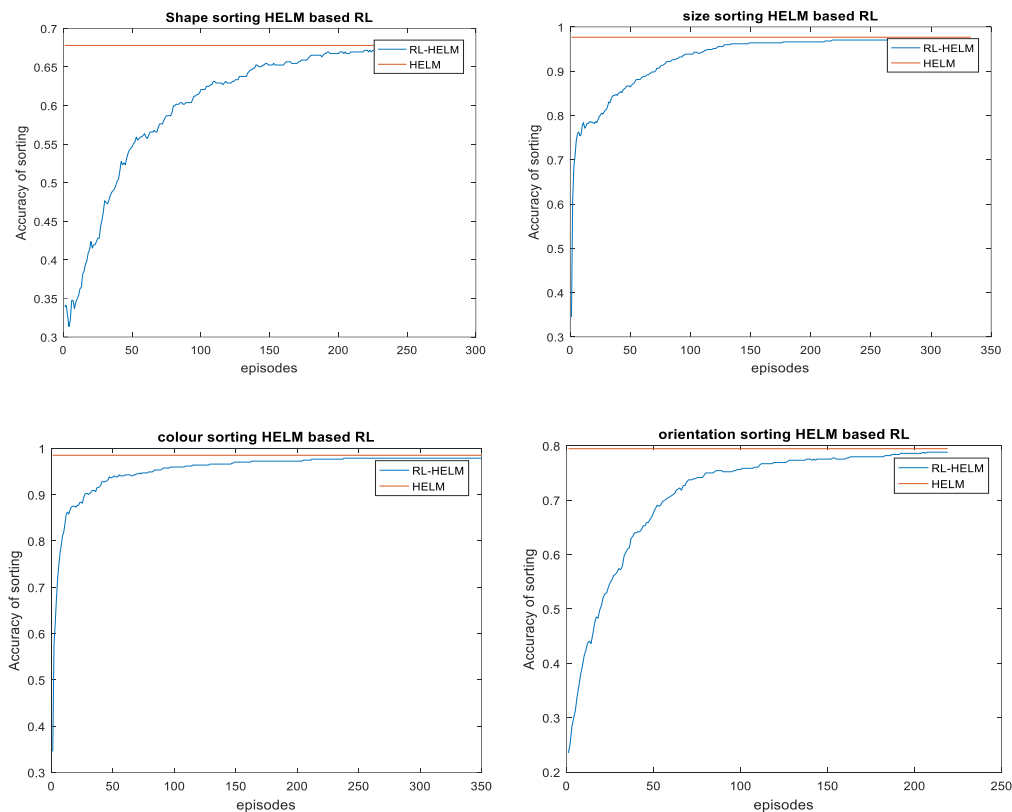 Shape sorting HELM based RL
0.7
0.65
0.6
0.55
0.5
0.45
0.4
0.35
0.3
Accuracy of sorting
RL-HELM
HELM
0 50 100 150 200 250 300
episodes
size sorting HELM based RL
1
0.9
0.8
0.7
0.6
0.5
0.4
0.3
Accuracy of sorting
RL-HELM
HELM
0 50 100 150 200 250 300 350
episodes
colour sorting HELM based RL
1
0.9
0.8
0.7
0.6
0.5
0.4
0.3
Accuracy of sorting
RL-HELM
HELM
0 50 100 150 200 250 300 350
episodes
orientation sorting HELM based RL
0.8
0.7
0.6
0.5
0.4
0.3
0.2
Accuracy of sorting
RL-HELM
HELM
0 50 100 150 200 250
episodes